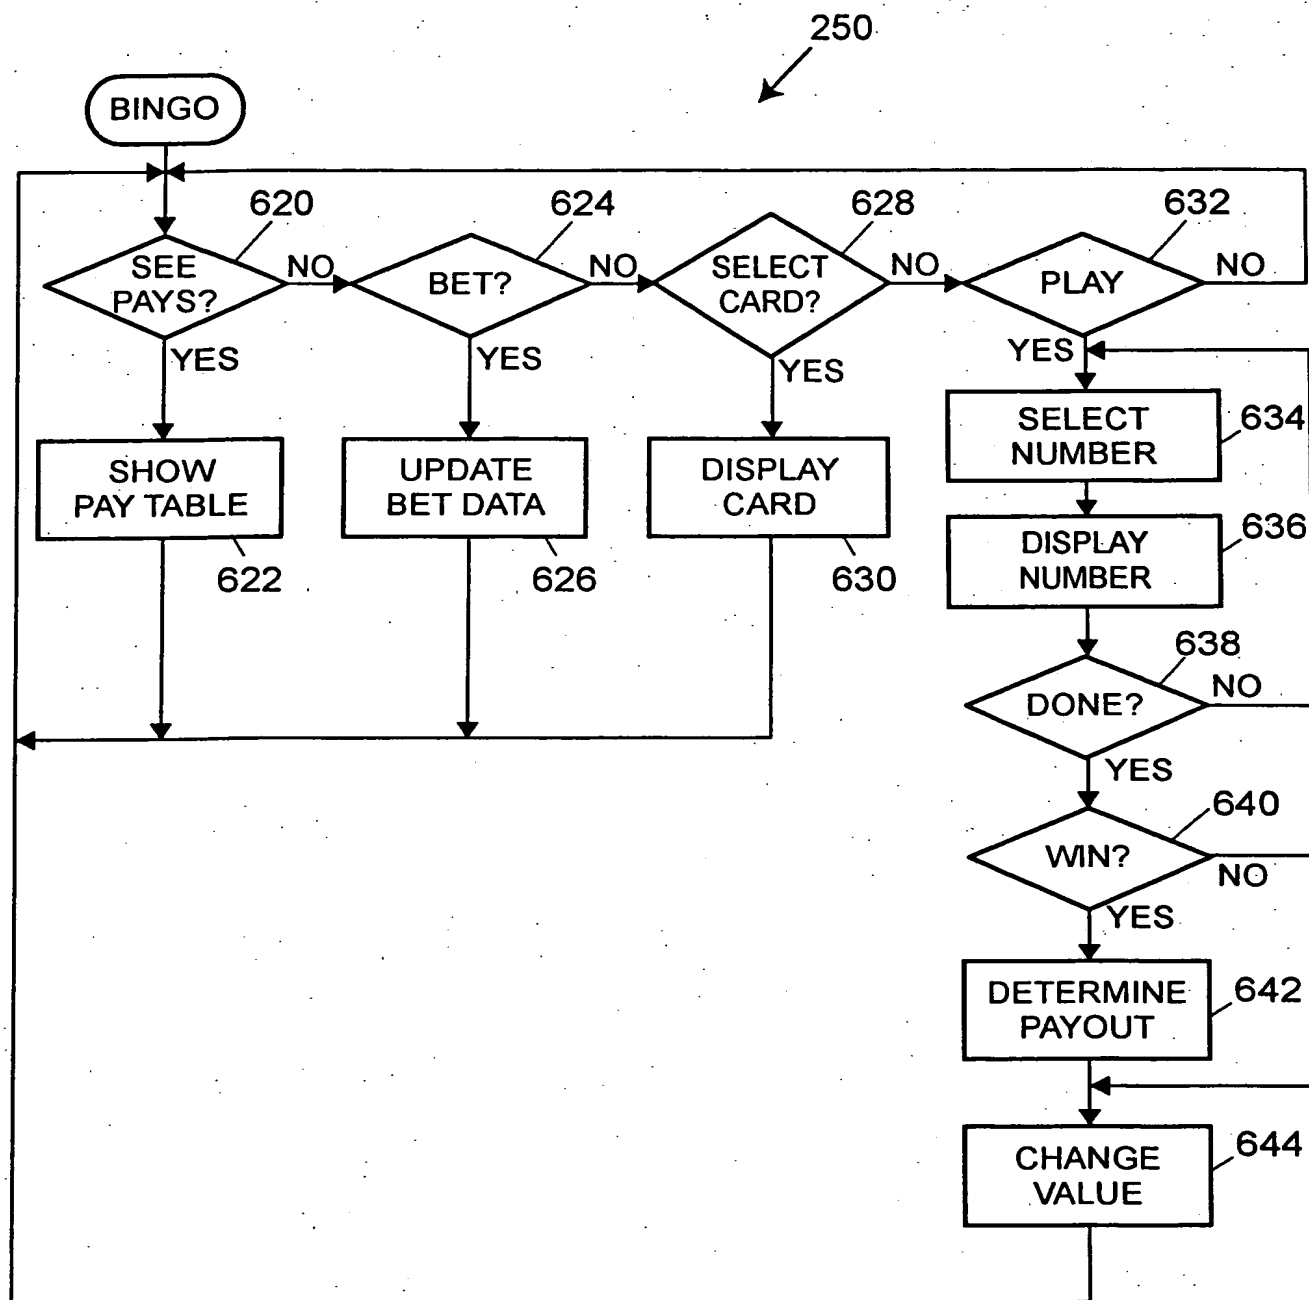 250
BINGO
620
624
628
632
SEE
PAYS?
NO
BET?
NO
SELECT
CARD?
NO
PLAY
NO
YES
YES
YES
YES
SHOW
PAY TABLE
622
UPDATE
BET DATA
626
DISPLAY
CARD
630
SELECT
NUMBER
634
DISPLAY
NUMBER
636
638
DONE?
NO
YES
640
WIN?
NO
YES
DETERMINE
PAYOUT
642
CHANGE
VALUE
644